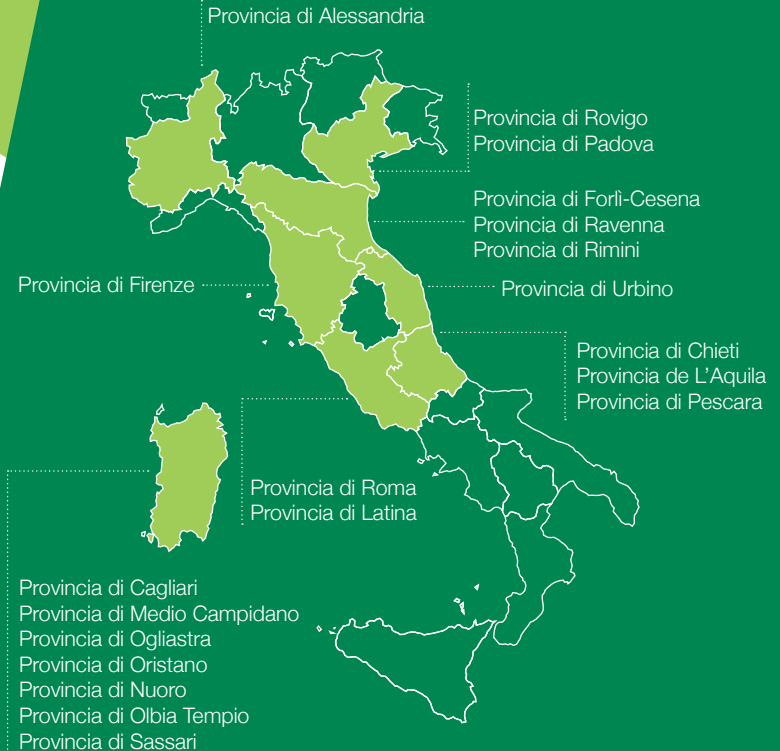 Provincia di Alessandria
Provincia di Rovigo
Provincia di Padova
Provincia di Forlì-Cesena
Provincia di Ravenna
Provincia di Rimini
Provincia di Firenze
Provincia di Urbino
Provincia di Chieti
Provincia de L'Aquila
Provincia di Pescara
Provincia di Roma
Provincia di Latina
Provincia di Cagliari
Provincia di Medio Campidano
Provincia di Ogliastra
Provincia di Oristano
Provincia di Nuoro
Provincia di Olbia Tempio
Provincia di Sassari